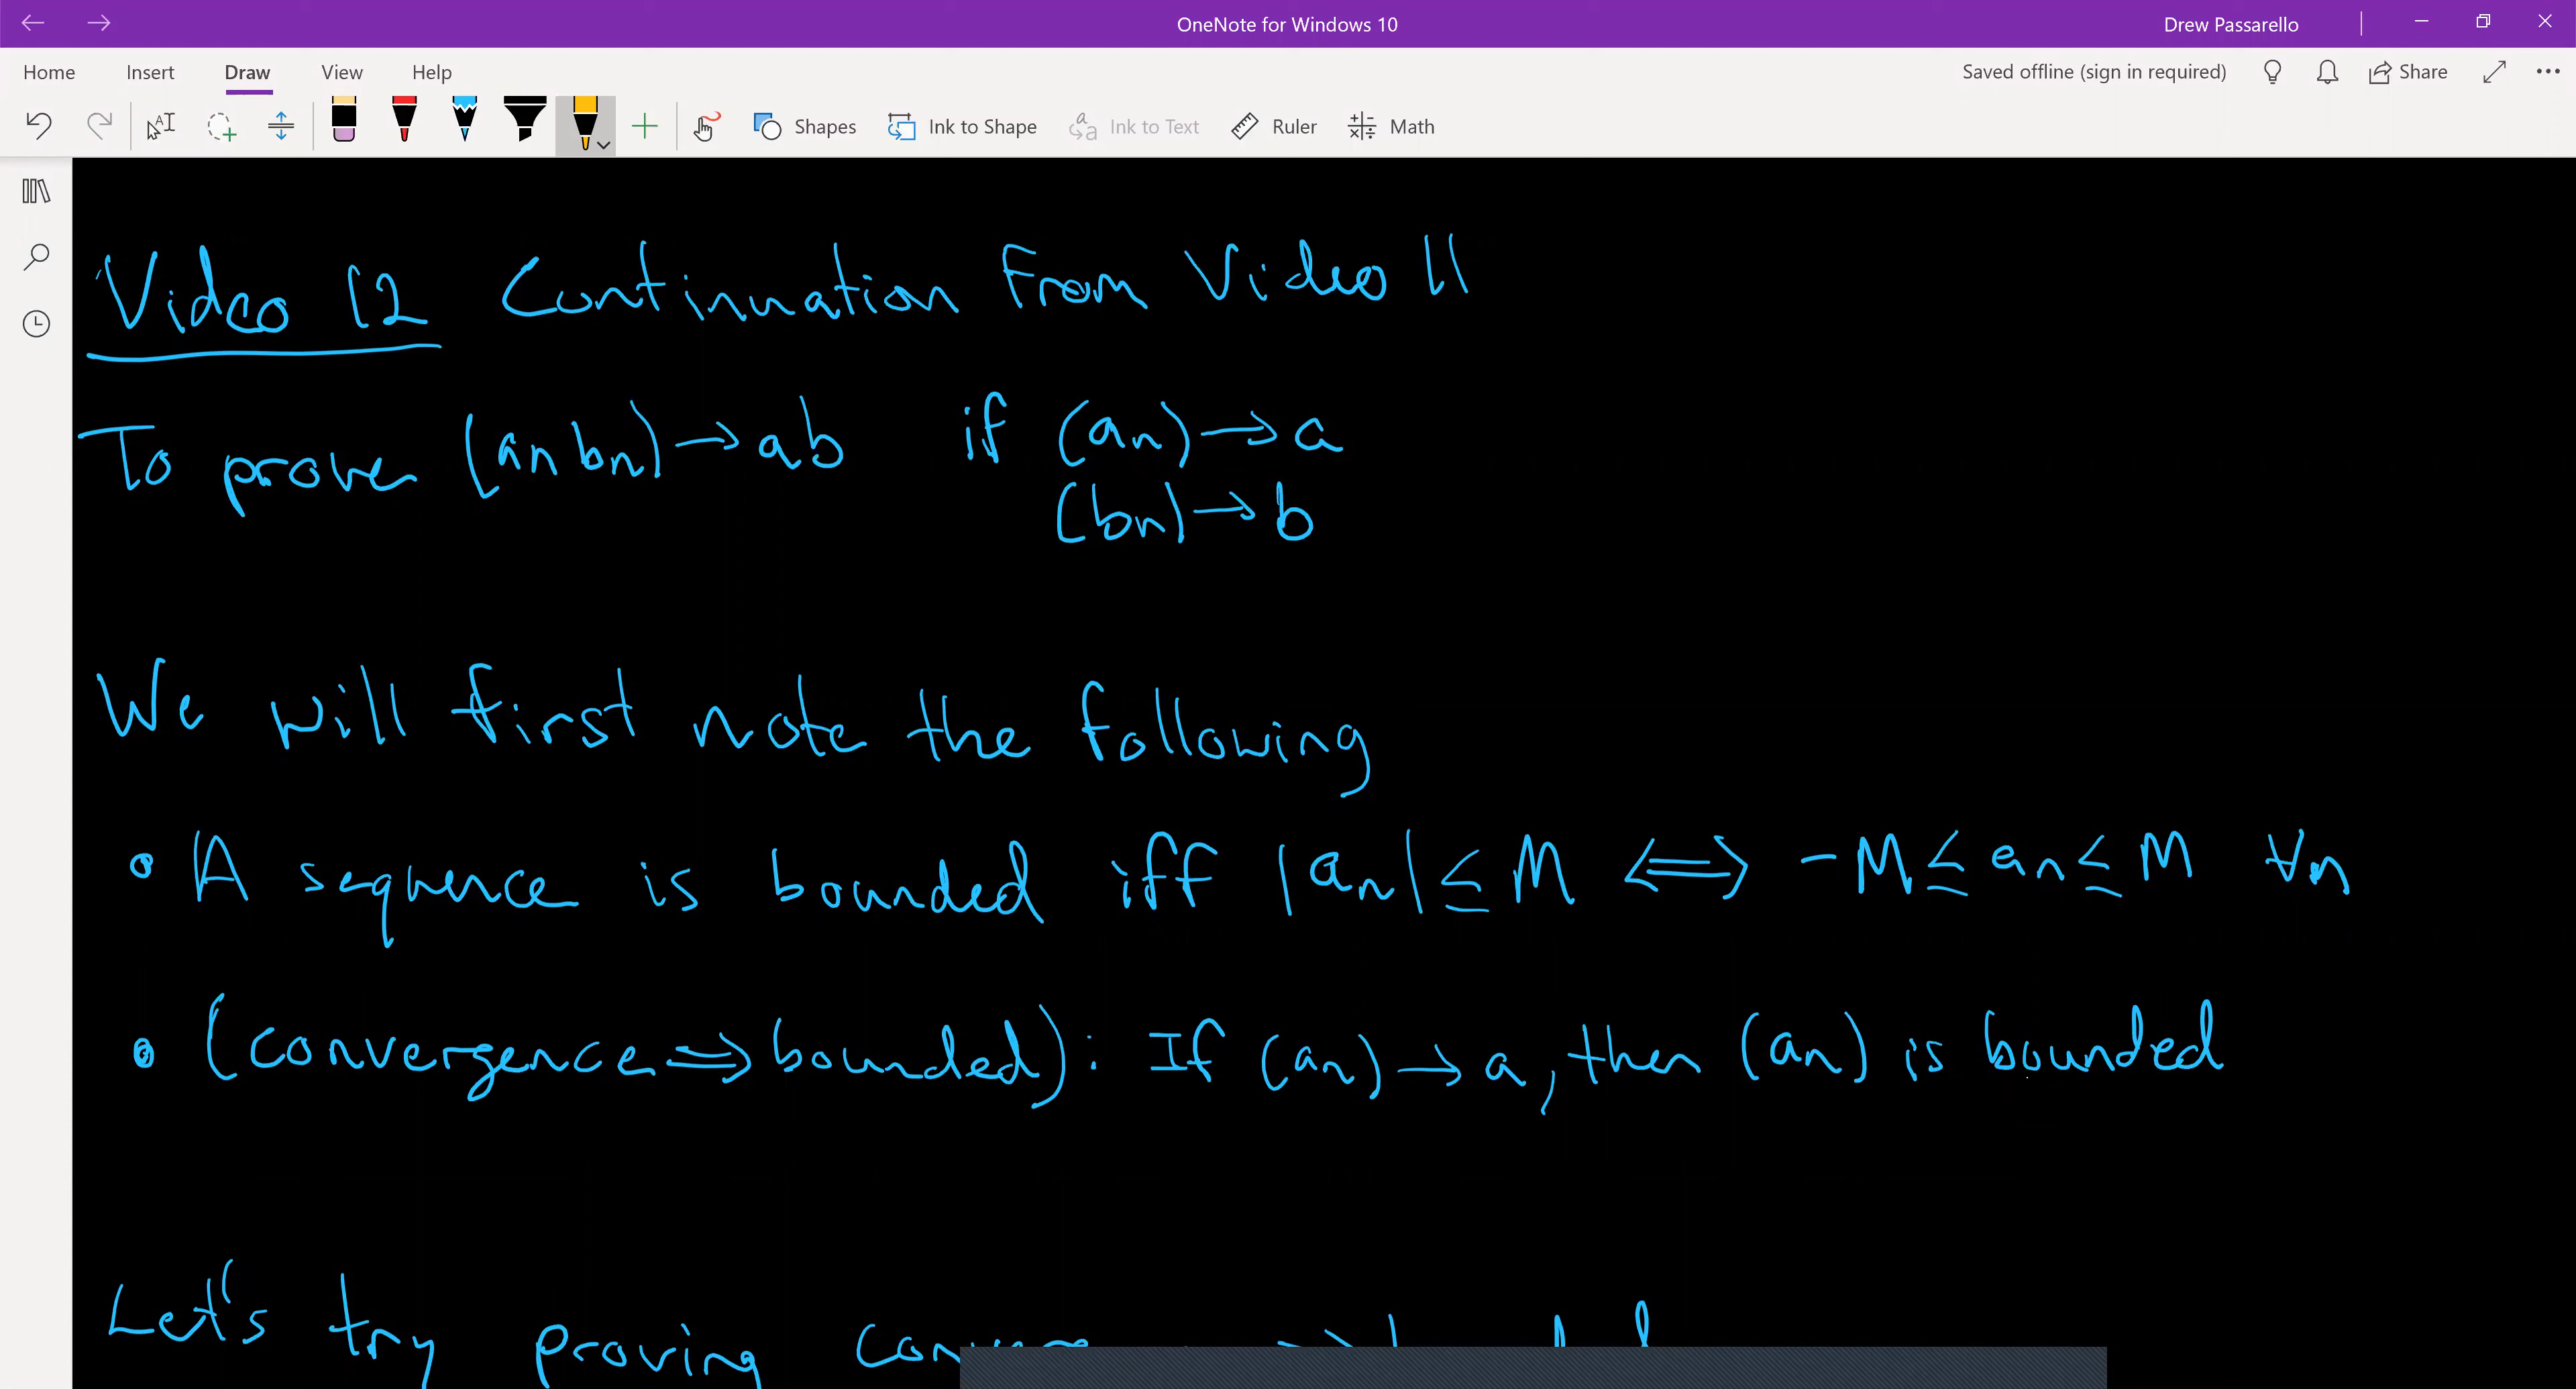 OneNote for Windows 10
Drew Passarello
Home Insert Draw View Help
Saved offline (sign in required)
Share
Shapes Ink to Shape Ink to Text Ruler Math
Video 12 Continuation From Video 11
To prove (an bn) → ab if (an) → a
(bn) → b
We will first note the following
• A sequence is bounded iff |an| ≤ M ⟺ -M ≤ an ≤ M ∀n
• (convergence ⟹ bounded): If (an) → a, then (an) is bounded
Let's try proving